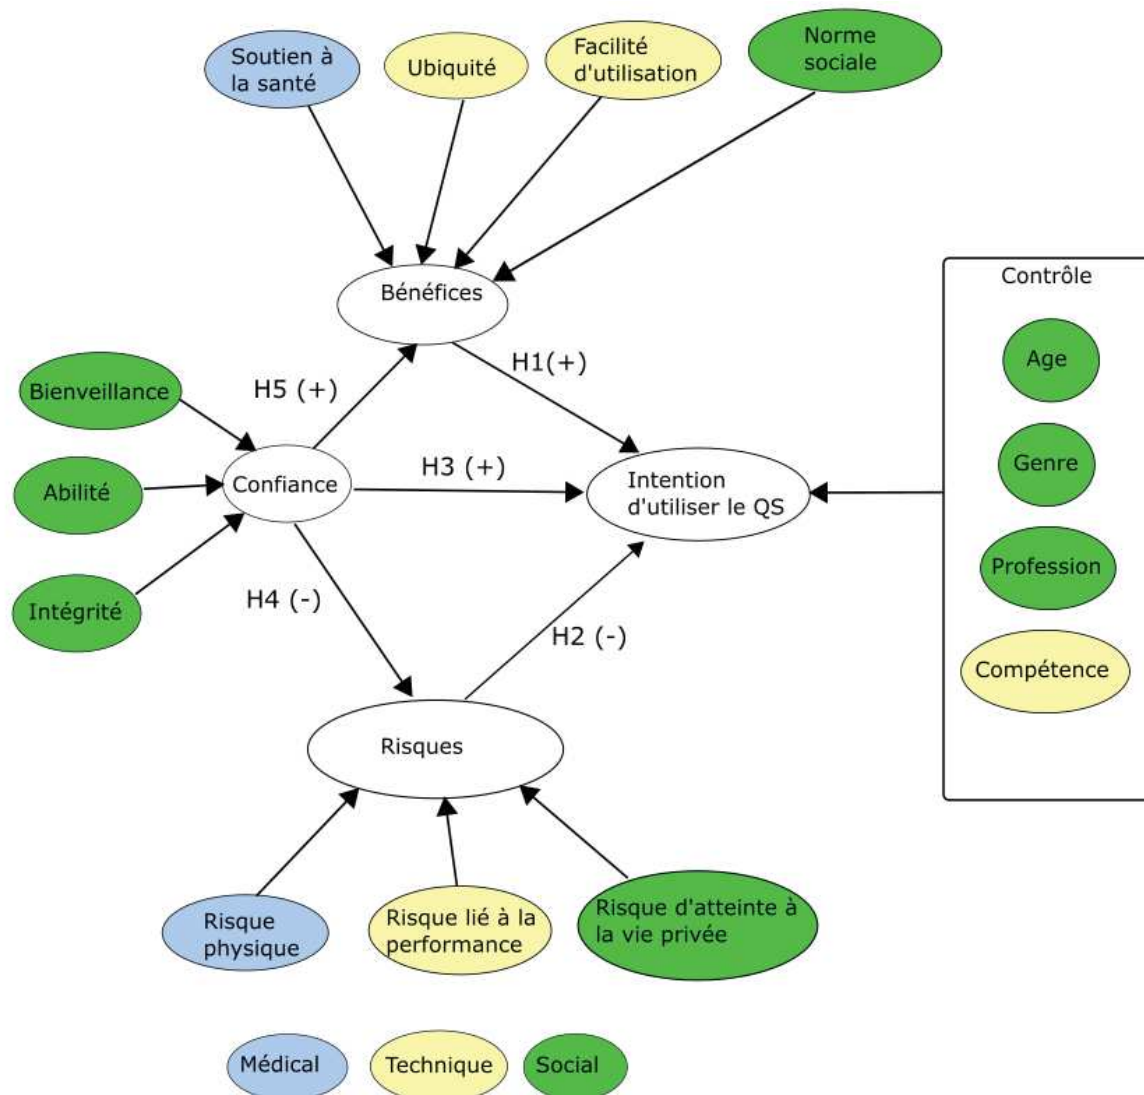 Soutien à
la santé
Ubiquité
Facilité
d'utilisation
Norme
sociale
Bénéfices
Contrôle
H1(+)
Age
Bienveillance
H5 (+)
H3 (+)
Genre
Abilité
Confiance
Intention
d'utiliser le QS
Profession
Intégrité
H4 (-)
H2 (-)
Compétence
Risques
Risque
physique
Risque lié à la
performance
Risque d'atteinte à
la vie privée
Médical
Technique
Social